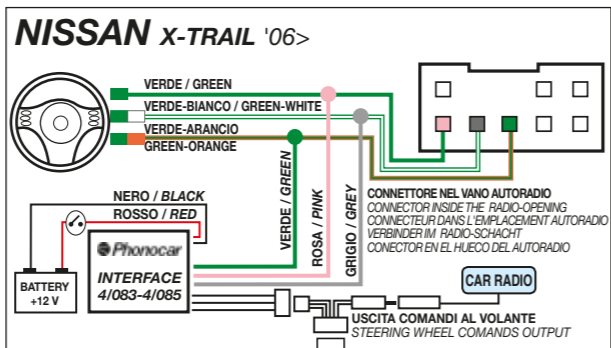 NISSAN X-TRAIL '06>
VERDE / GREEN
VERDE-BIANCO / GREEN-WHITE
VERDE-ARANCIO
GREEN-ORANGE
NERO / BLACK
ROSSO / RED
VERDE / GREEN
ROSA / PINK
GRIGIO / GREY
CONNETTORE NEL VANO AUTORADIO
CONNECTOR INSIDE THE RADIO-OPENING
CONNECTEUR DANS L'EMPLACEMENT AUTORADIO
VERBINDER IM RADIO-SCHACHT
CONECTOR EN EL HUECO DEL AUTORADIO
Phonocar
INTERFACE
4/083-4/085
BATTERY
+12 V
CAR RADIO
USCITA COMANDI AL VOLANTE
STEERING WHEEL COMANDS OUTPUT